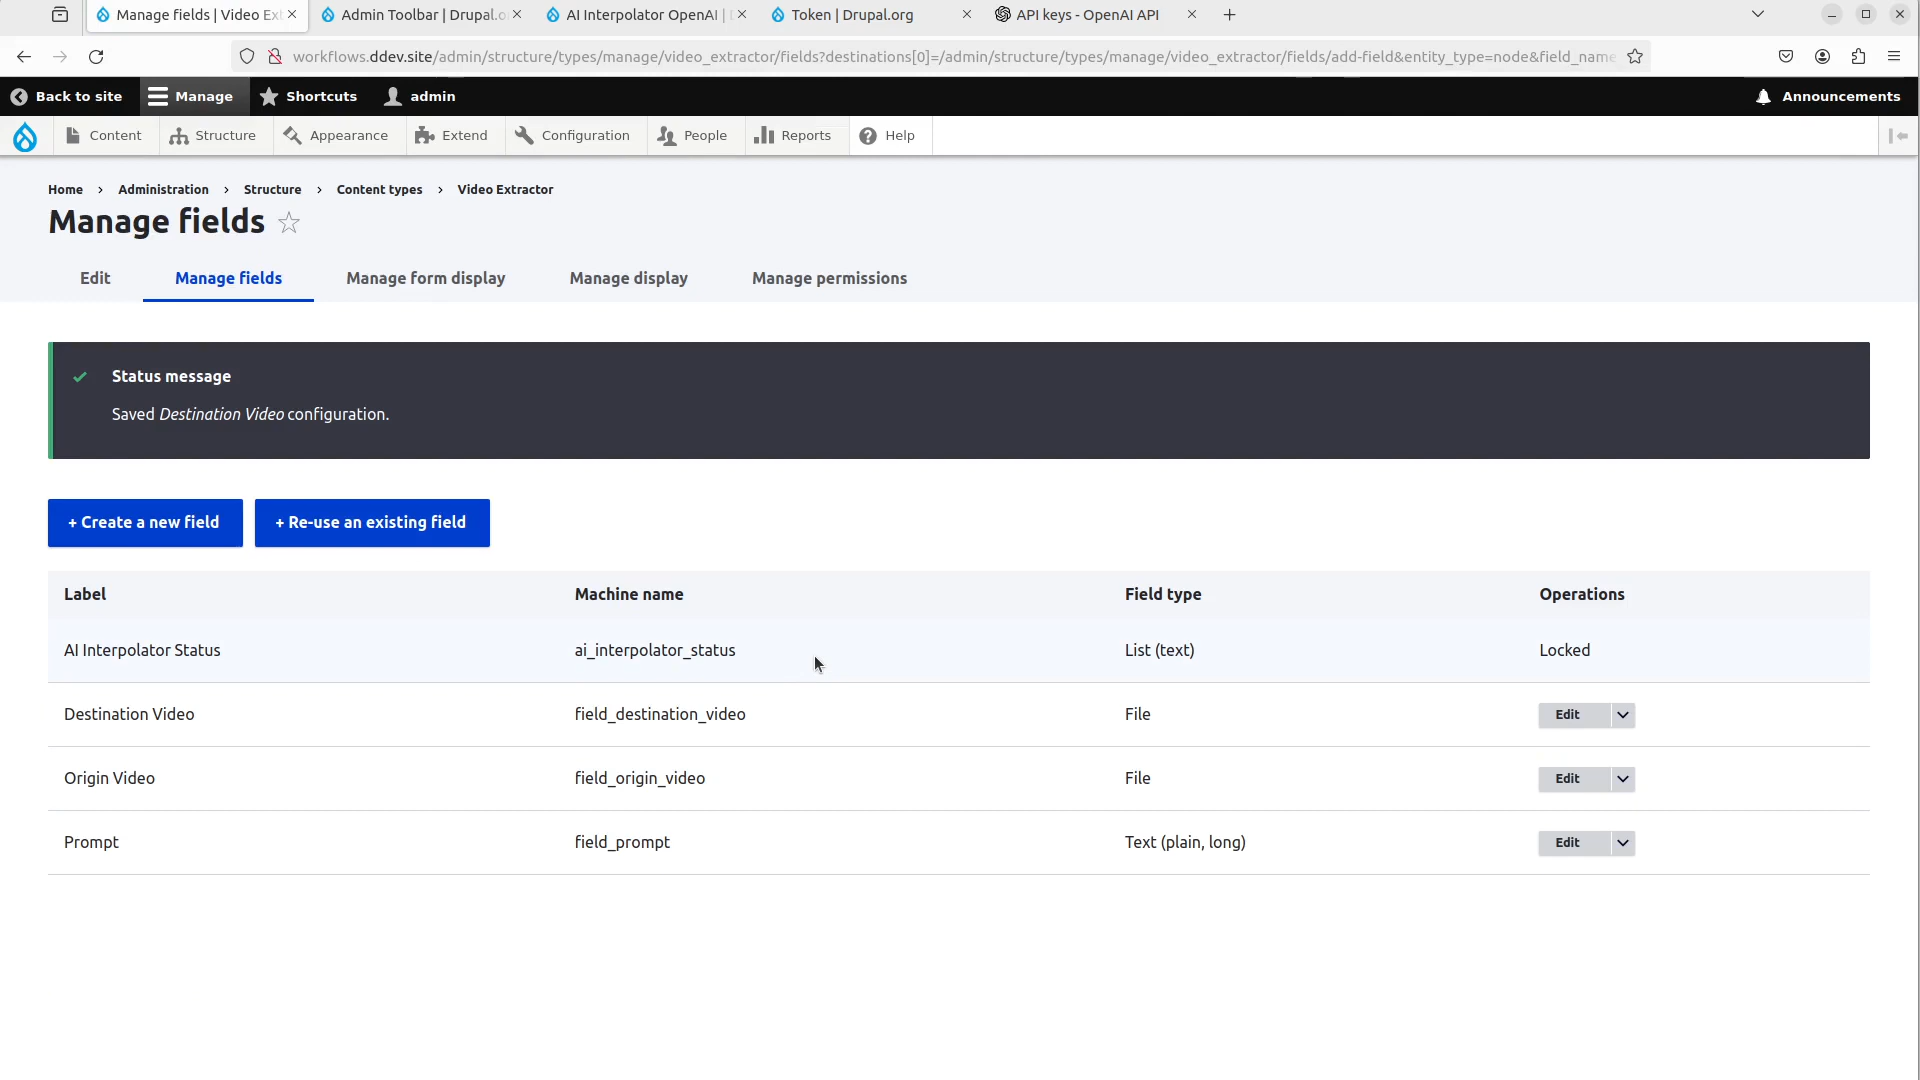 Manage fields | Video Ex
Admin Toolbar | Drupal.o
AI Interpolator OpenAI |
Token | Drupal.org
API keys - OpenAI API
workflows.ddev.site/admin/structure/types/manage/video_extractor/fields?destinations[0]=/admin/structure/types/manage/video_extractor/fields/add-field&entity_type=node&field_name
Back to site
Manage
Shortcuts
admin
Announcements
Content
Structure
Appearance
Extend
Configuration
People
Reports
Help
Home › Administration › Structure › Content types › Video Extractor
Manage fields
Edit
Manage fields
Manage form display
Manage display
Manage permissions
Status message
Saved Destination Video configuration.
+ Create a new field
+ Re-use an existing field
Label Machine name Field type Operations
AI Interpolator Status ai_interpolator_status List (text) Locked
Destination Video field_destination_video File Edit
Origin Video field_origin_video File Edit
Prompt field_prompt Text (plain, long) Edit